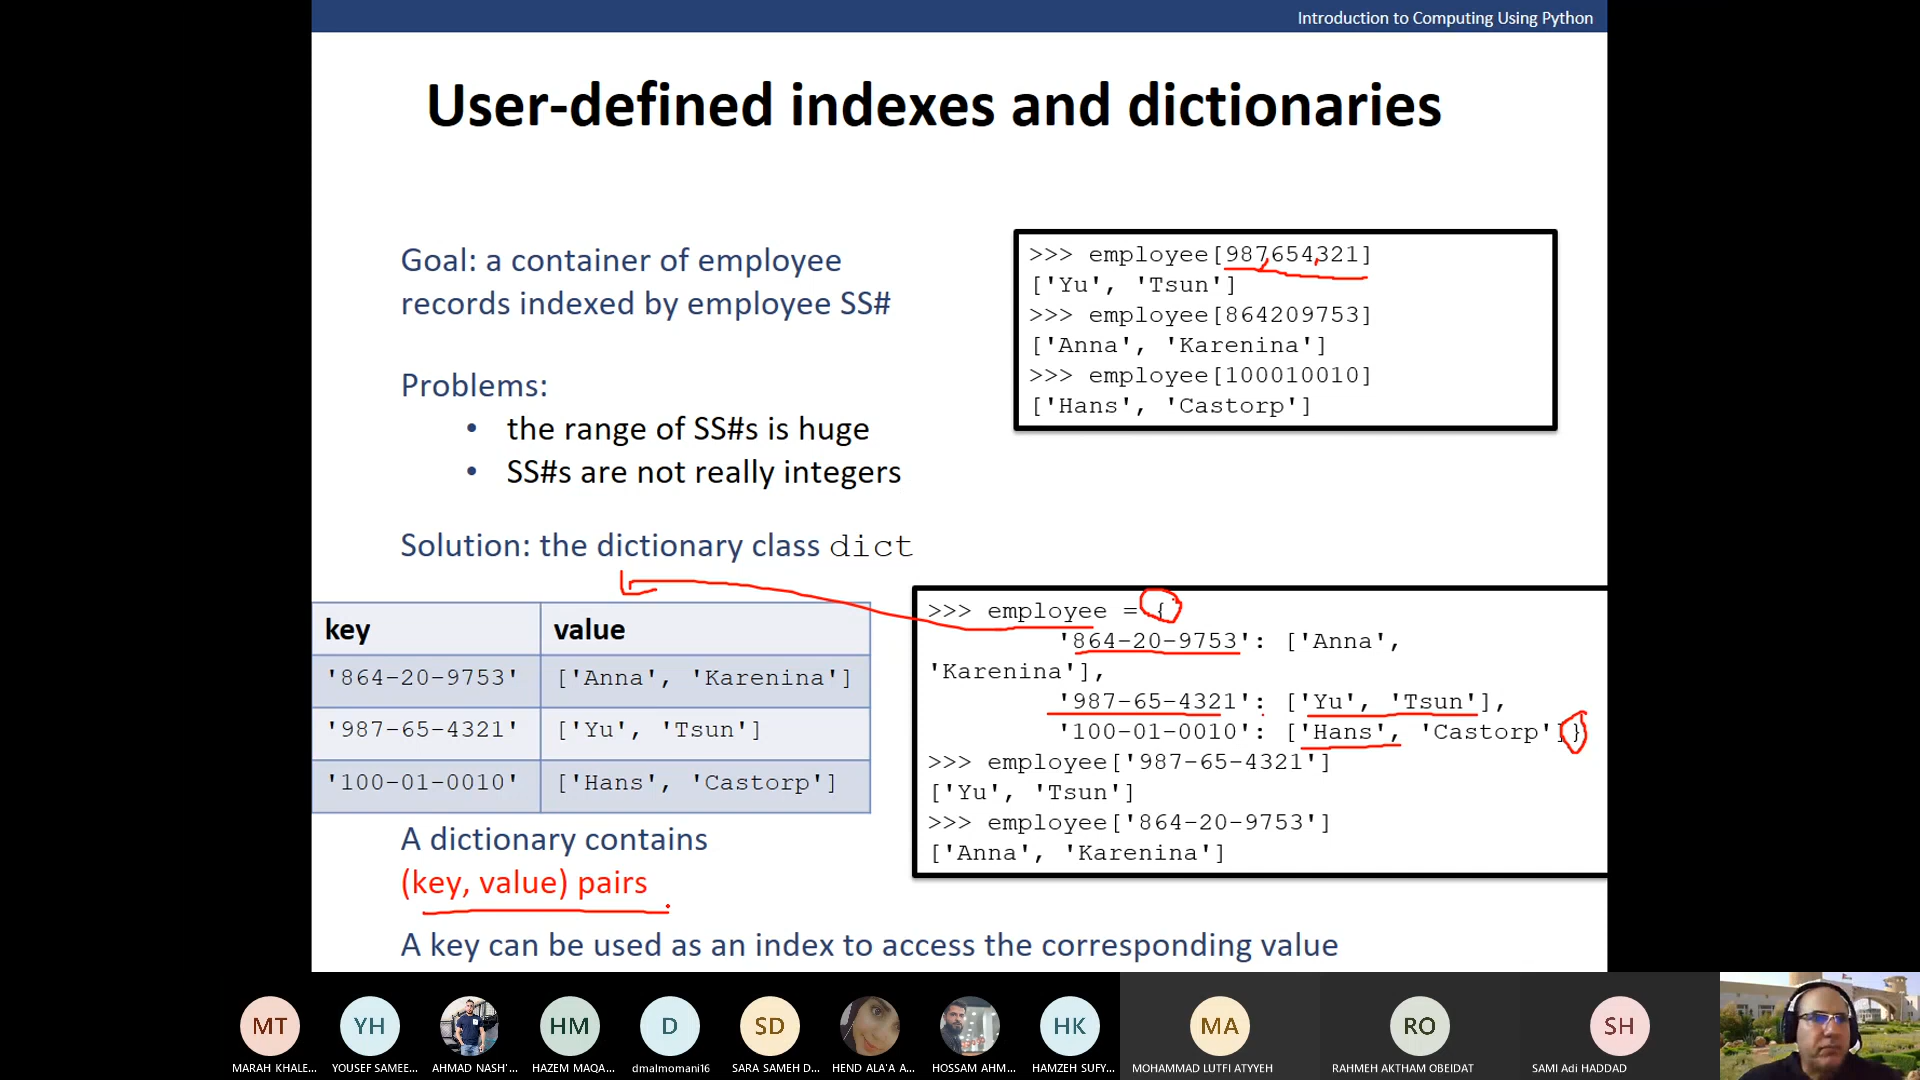 Introduction to Computing Using Python
User-defined indexes and dictionaries
Goal: a container of employee
records indexed by employee SS#
Problems:
• the range of SS#s is huge
• SS#s are not really integers
Solution: the dictionary class dict
>>> employee[987654321]
['Yu', 'Tsun']
>>> employee[864209753]
['Anna', 'Karenina']
>>> employee[100010010]
['Hans', 'Castorp']
key value
'864-20-9753' ['Anna', 'Karenina']
'987-65-4321' ['Yu', 'Tsun']
'100-01-0010' ['Hans', 'Castorp']
>>> employee = {
'864-20-9753': ['Anna',
'Karenina'],
'987-65-4321': ['Yu', 'Tsun'],
'100-01-0010': ['Hans', 'Castorp']}
>>> employee['987-65-4321']
['Yu', 'Tsun']
>>> employee['864-20-9753']
['Anna', 'Karenina']
A dictionary contains
(key, value) pairs
A key can be used as an index to access the corresponding value
MT YH HM D SD HK MA RO SH
MARAH KHALE... YOUSEF SAMEE... AHMAD NASH'... HAZEM MAQA... dmalmomani16 SARA SAMEH D... HEND ALA'A A... HOSSAM AHM... HAMZEH SUFY... MOHAMMAD LUTFI ATYYEH RAHMEH AKTHAM OBEIDAT SAMI Adi HADDAD